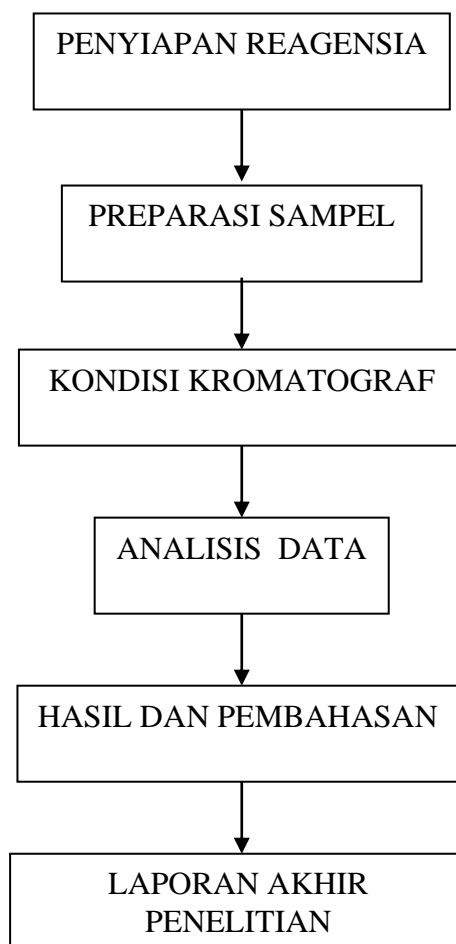 PENYIAPAN REAGENSIA
PREPARASI SAMPEL
KONDISI KROMATOGRAF
ANALISIS  DATA
HASIL DAN PEMBAHASAN
LAPORAN AKHIR
PENELITIAN